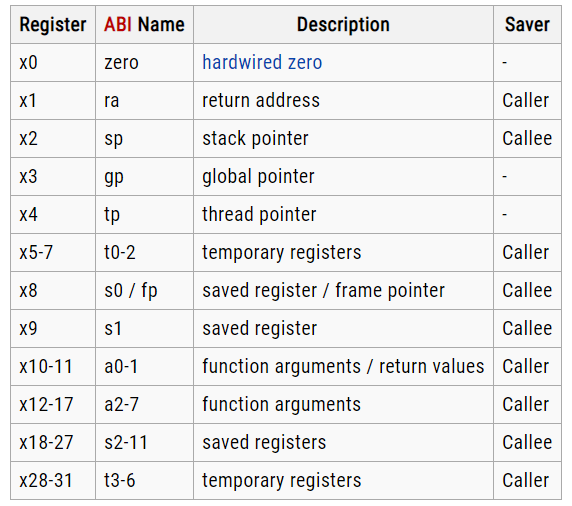 Register ABI Name Description Saver
x0 zero hardwired zero -
x1 ra return address Caller
x2 sp stack pointer Callee
x3 gp global pointer -
x4 tp thread pointer -
x5-7 t0-2 temporary registers Caller
x8 s0 / fp saved register / frame pointer Callee
x9 s1 saved register Callee
x10-11 a0-1 function arguments / return values Caller
x12-17 a2-7 function arguments Caller
x18-27 s2-11 saved registers Callee
x28-31 t3-6 temporary registers Caller